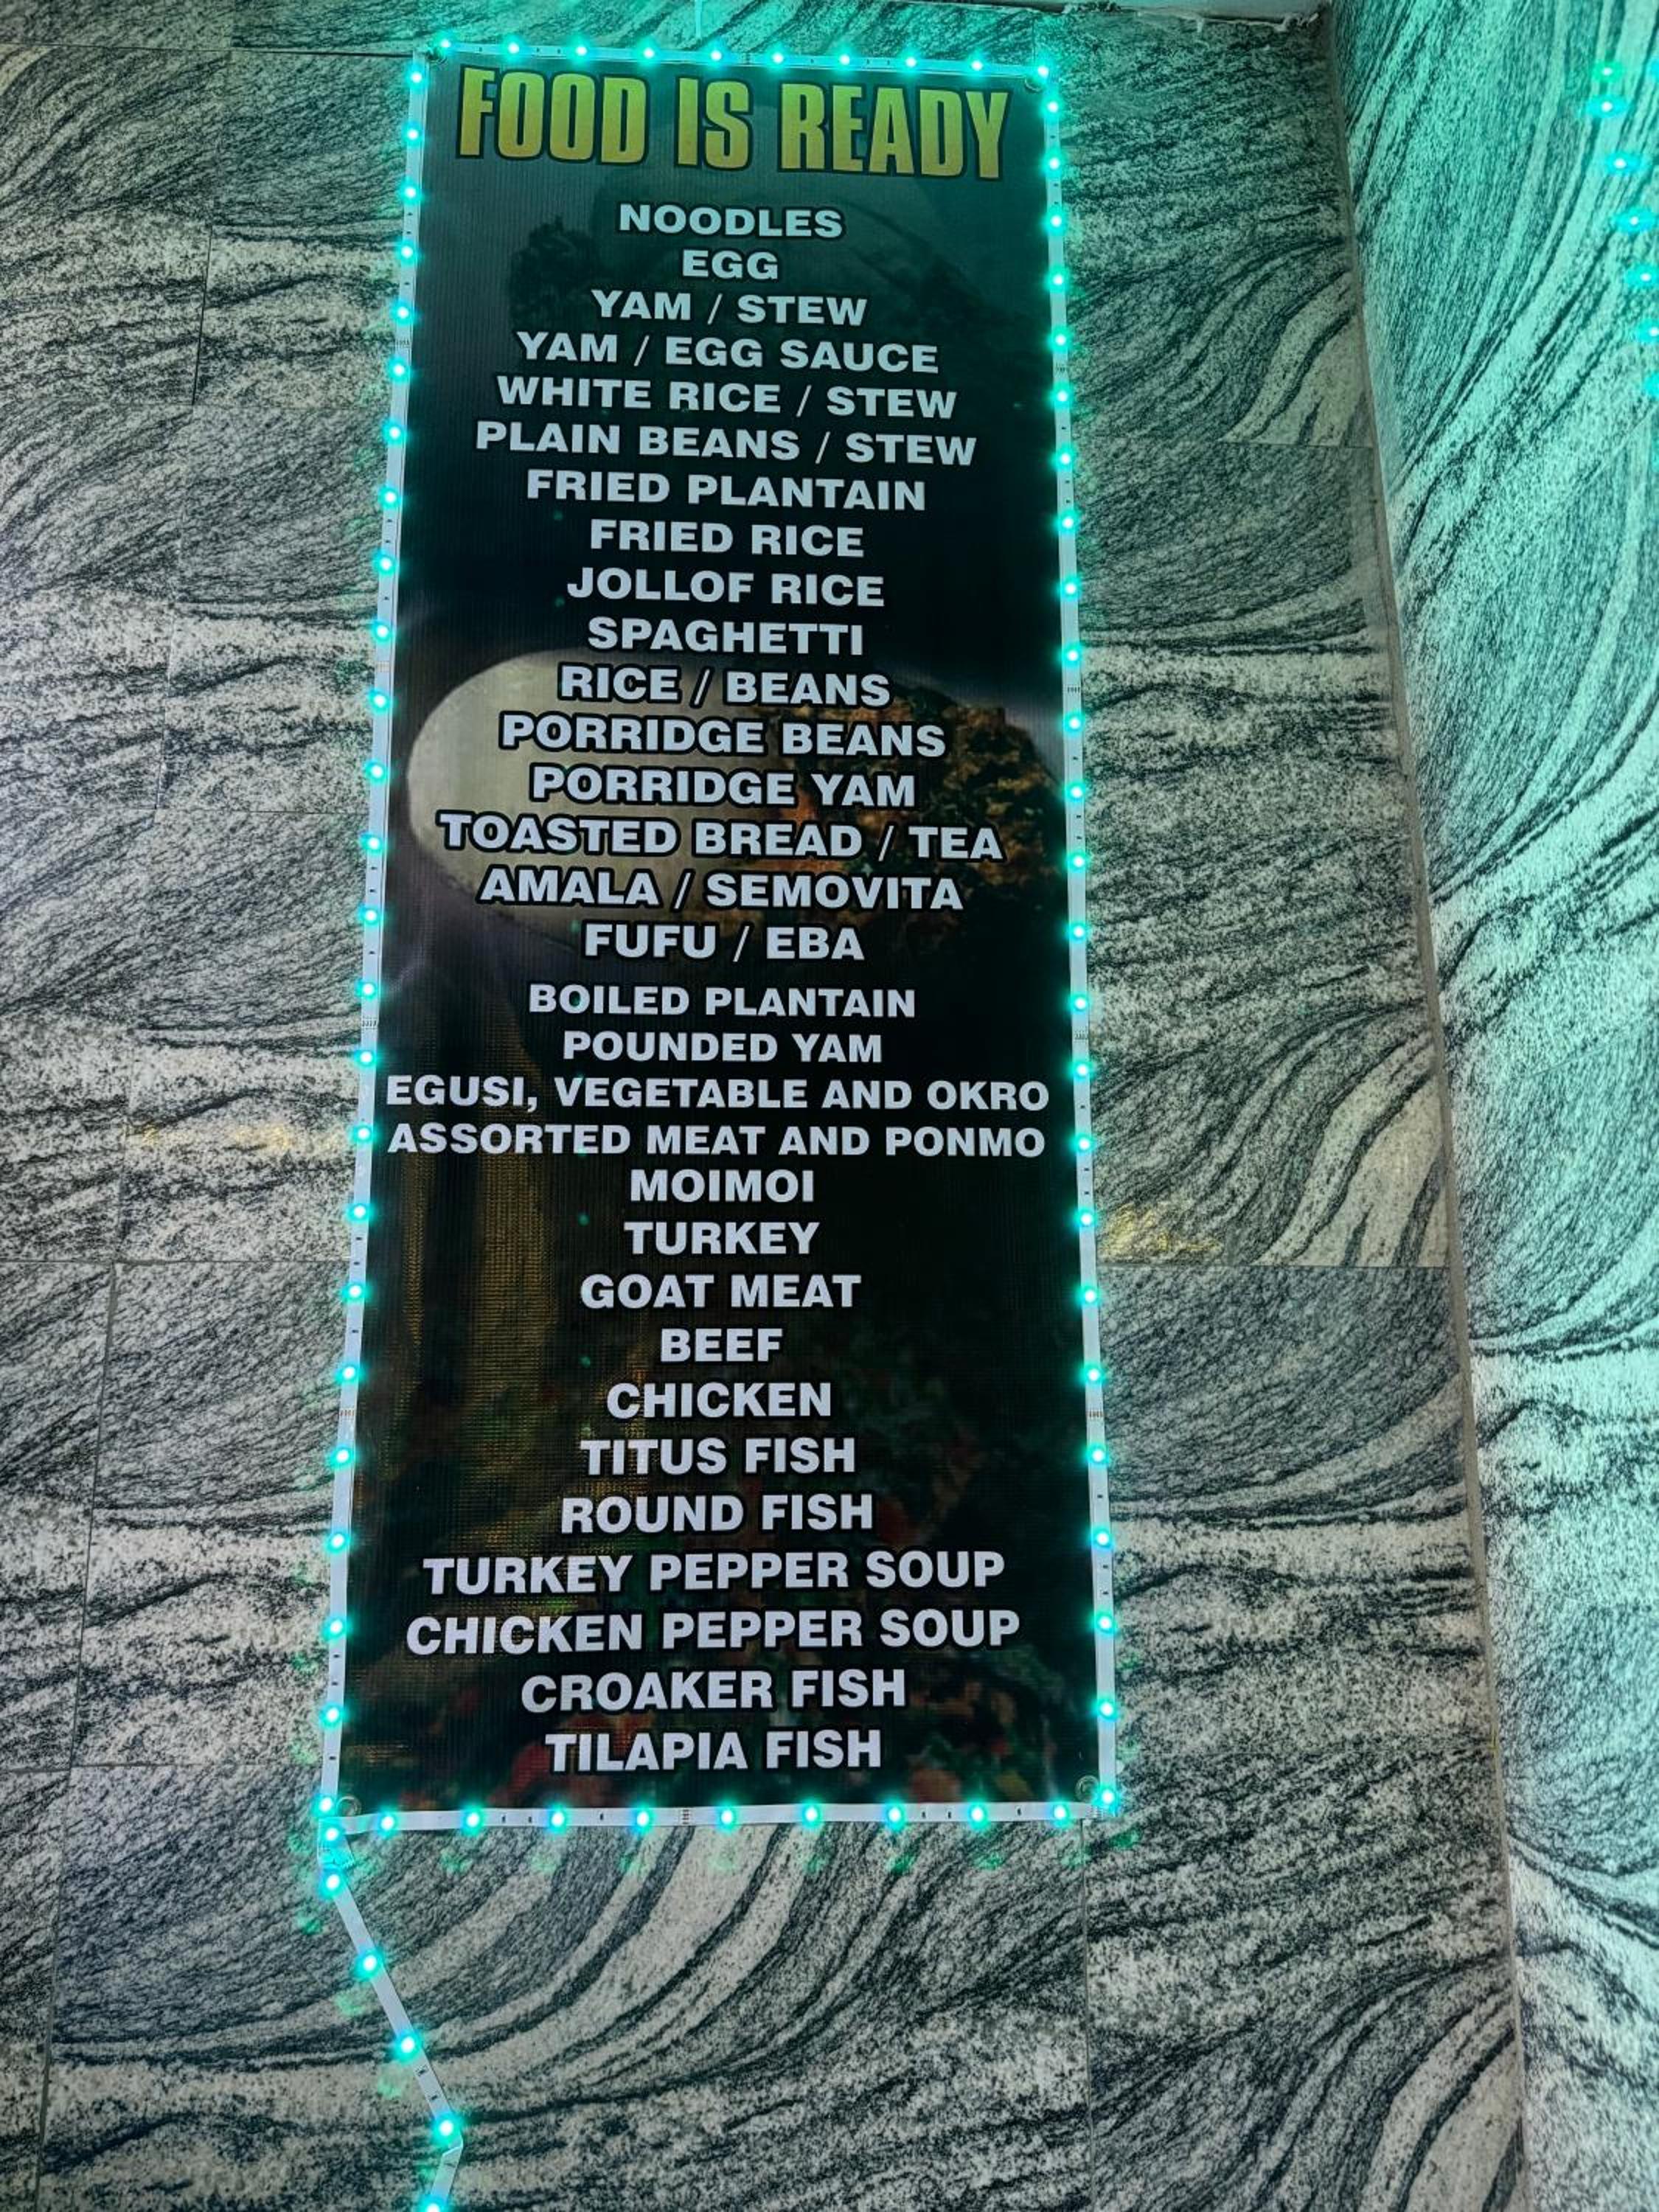 FOOD IS READY
NOODLES
EGG
YAM / STEW
YAM / EGG SAUCE
WHITE RICE / STEW
PLAIN BEANS / STEW
FRIED PLANTAIN
FRIED RICE
JOLLOF RICE
SPAGHETTI
RICE / BEANS
PORRIDGE BEANS
PORRIDGE YAM
TOASTED BREAD / TEA
AMALA / SEMOVITA
FUFU / EBA
BOILED PLANTAIN
POUNDED YAM
EGUSI, VEGETABLE AND OKRO
ASSORTED MEAT AND PONMO
MOIMOI
TURKEY
GOAT MEAT
BEEF
CHICKEN
TITUS FISH
ROUND FISH
TURKEY PEPPER SOUP
CHICKEN PEPPER SOUP
CROAKER FISH
TILAPIA FISH